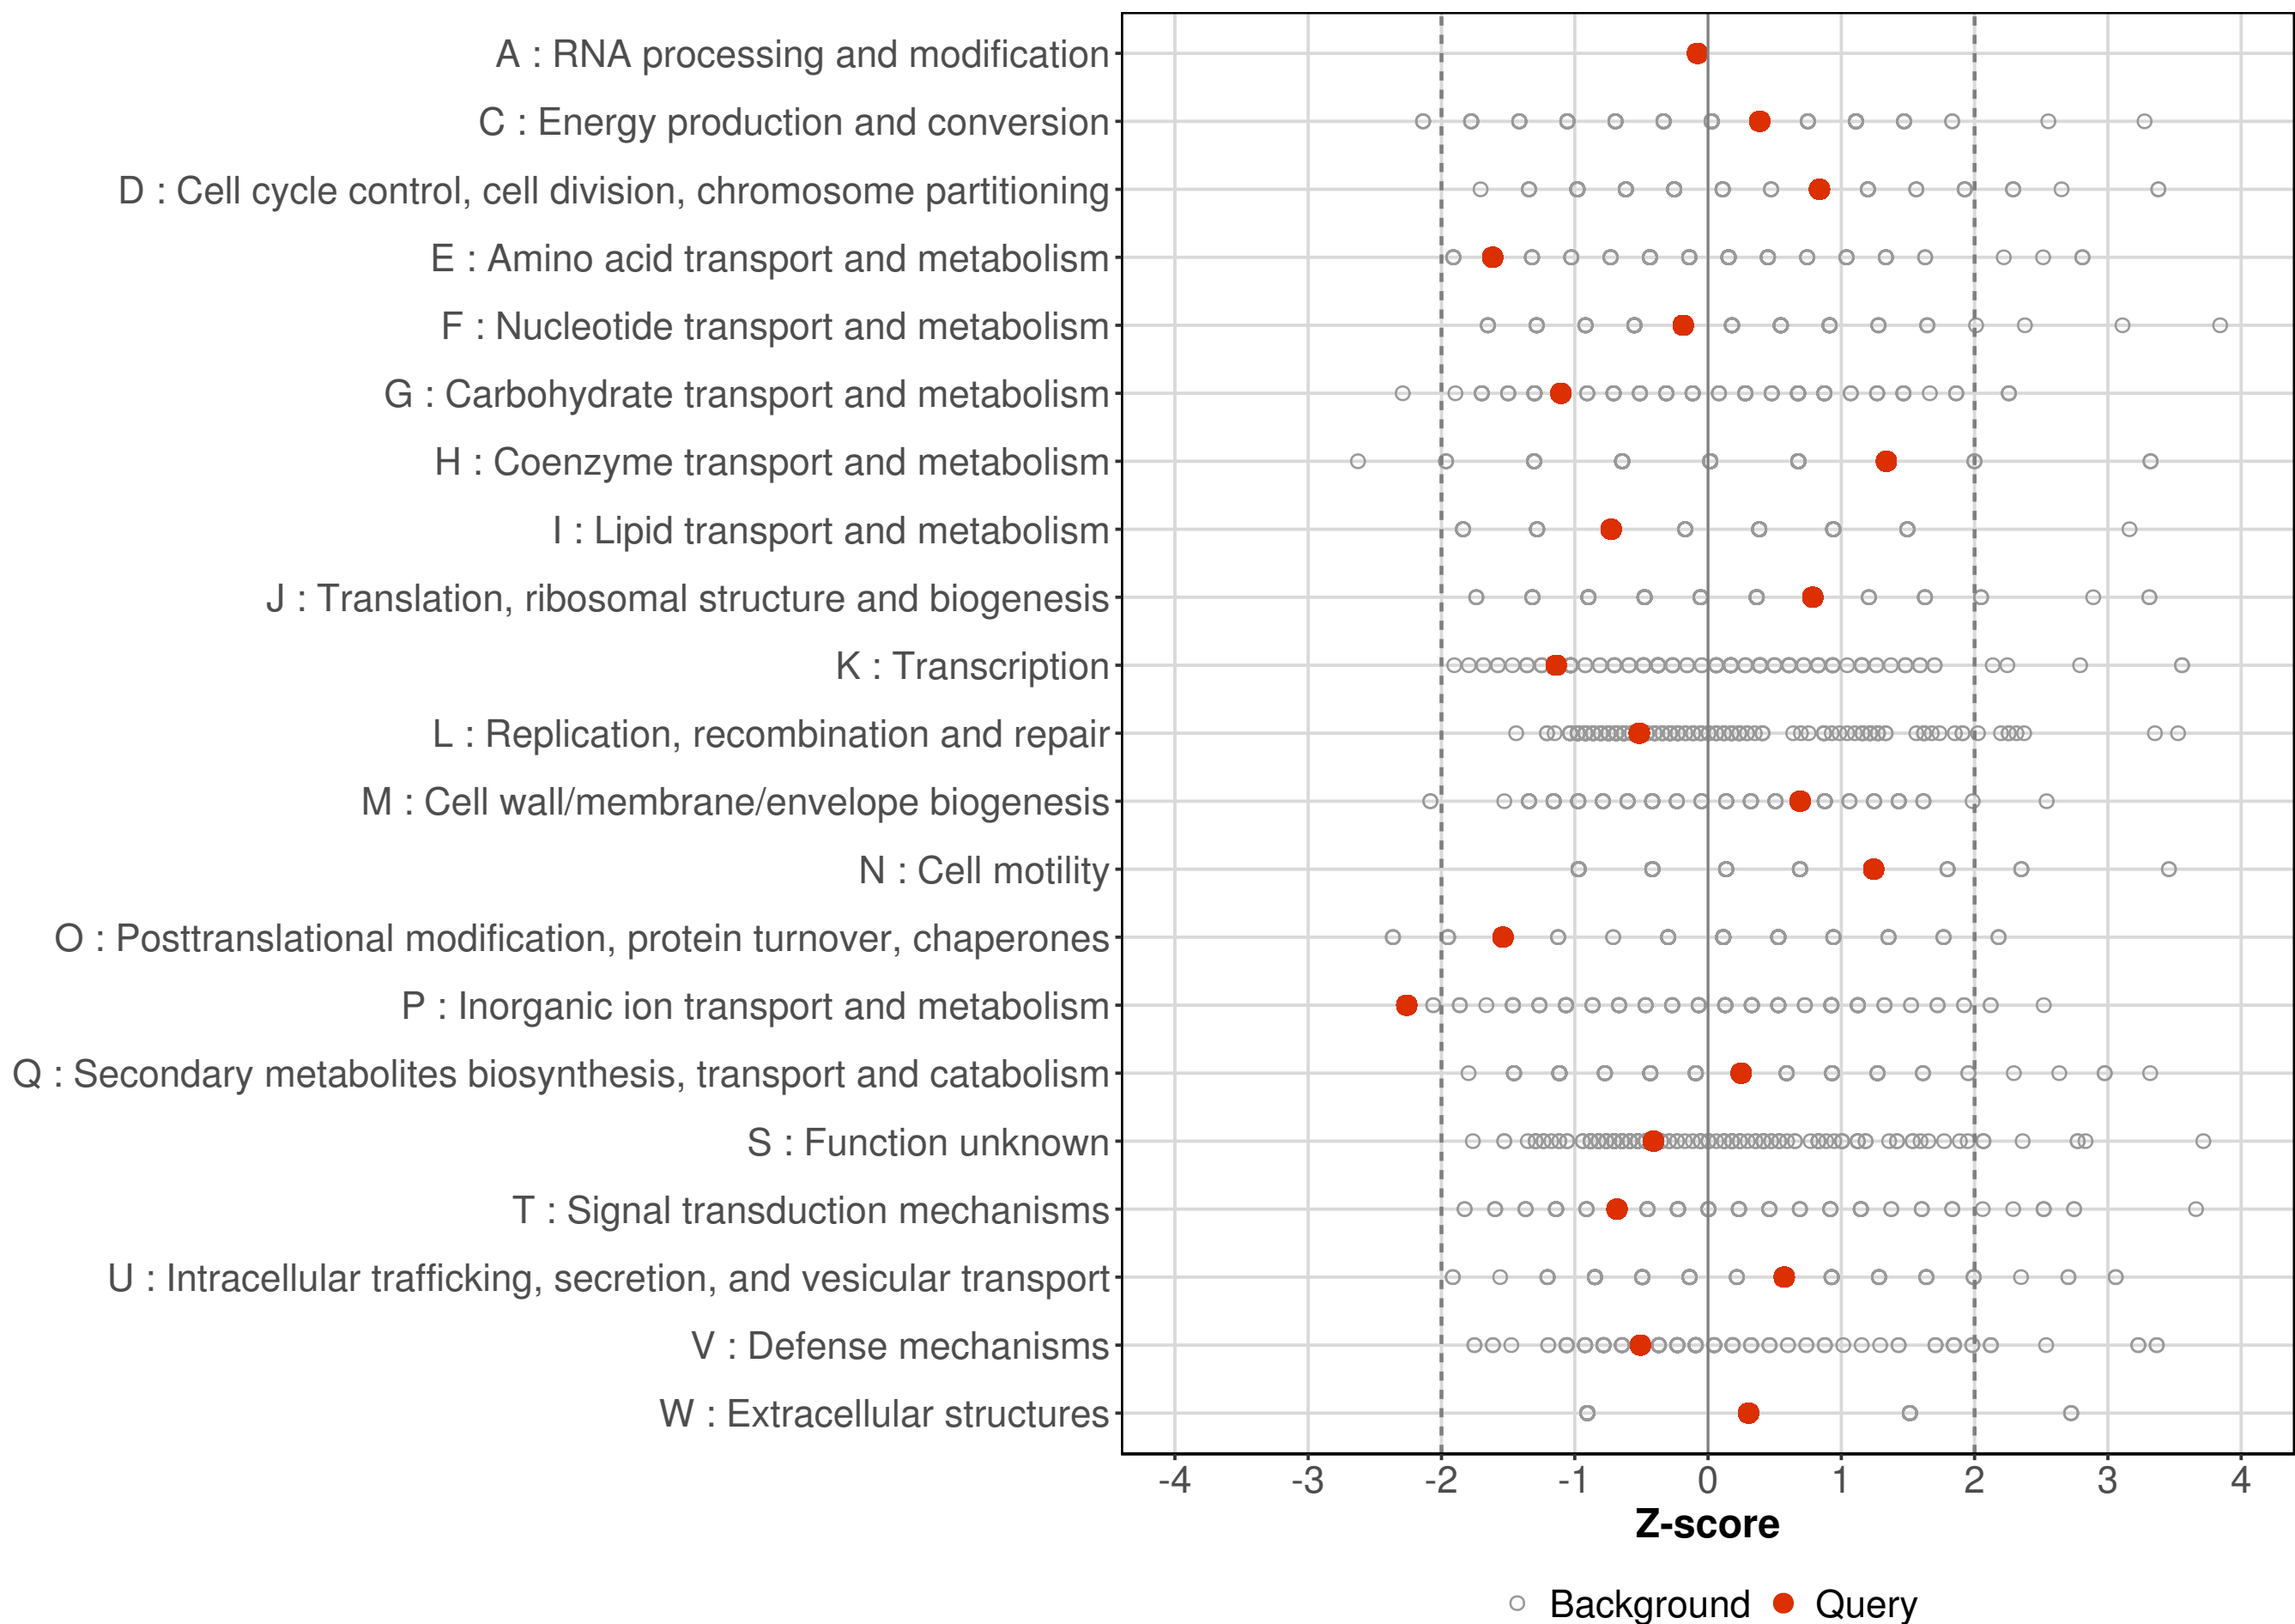 A : RNA processing and modification
C : Energy production and conversion
D : Cell cycle control, cell division, chromosome partitioning
E : Amino acid transport and metabolism
F : Nucleotide transport and metabolism
G : Carbohydrate transport and metabolism
H : Coenzyme transport and metabolism
I : Lipid transport and metabolism
J : Translation, ribosomal structure and biogenesis
K : Transcription
L : Replication, recombination and repair
M : Cell wall/membrane/envelope biogenesis
N : Cell motility
O : Posttranslational modification, protein turnover, chaperones
P : Inorganic ion transport and metabolism
Q : Secondary metabolites biosynthesis, transport and catabolism
S : Function unknown
T : Signal transduction mechanisms
U : Intracellular trafficking, secretion, and vesicular transport
V : Defense mechanisms
W : Extracellular structures
-4 -3 -2 -1 0 1 2 3 4
Z-score
Background Query